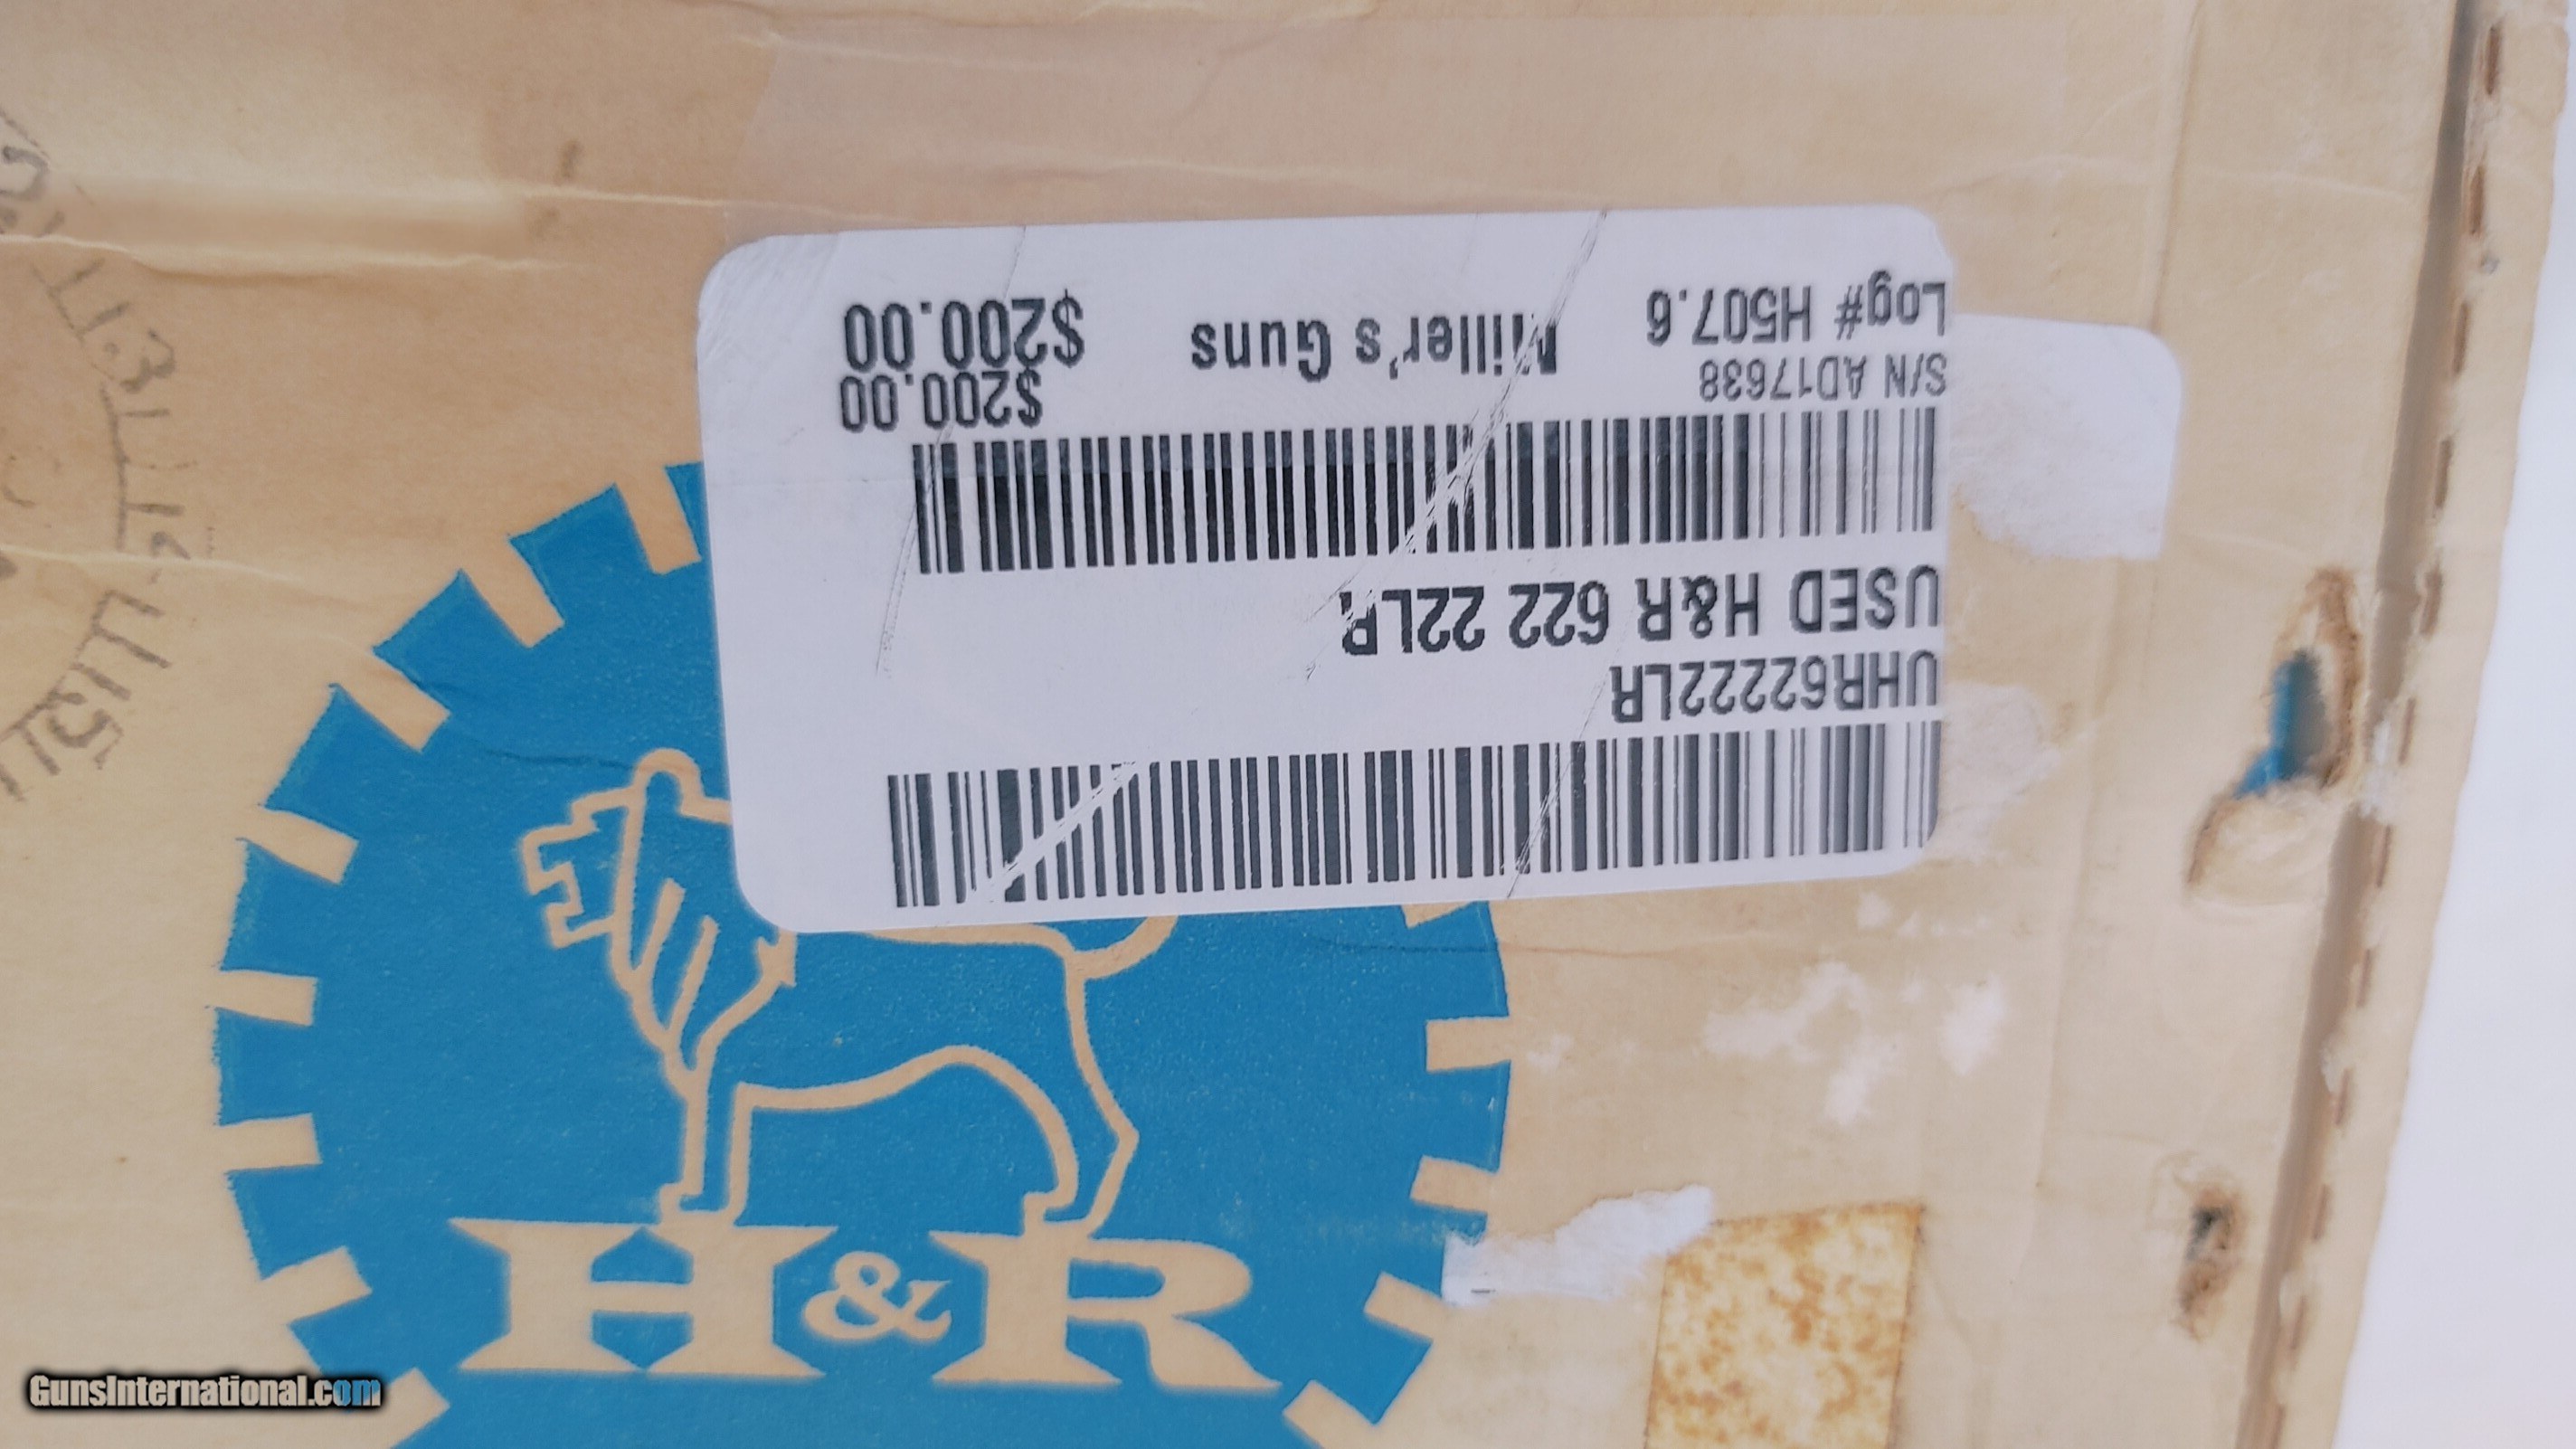 UHR62222LR
USED H&R 622 22LR
S/N AD17638 $200.00
Log# H507.6 Miller's Guns $200.00
H&R
GunsInternational.com